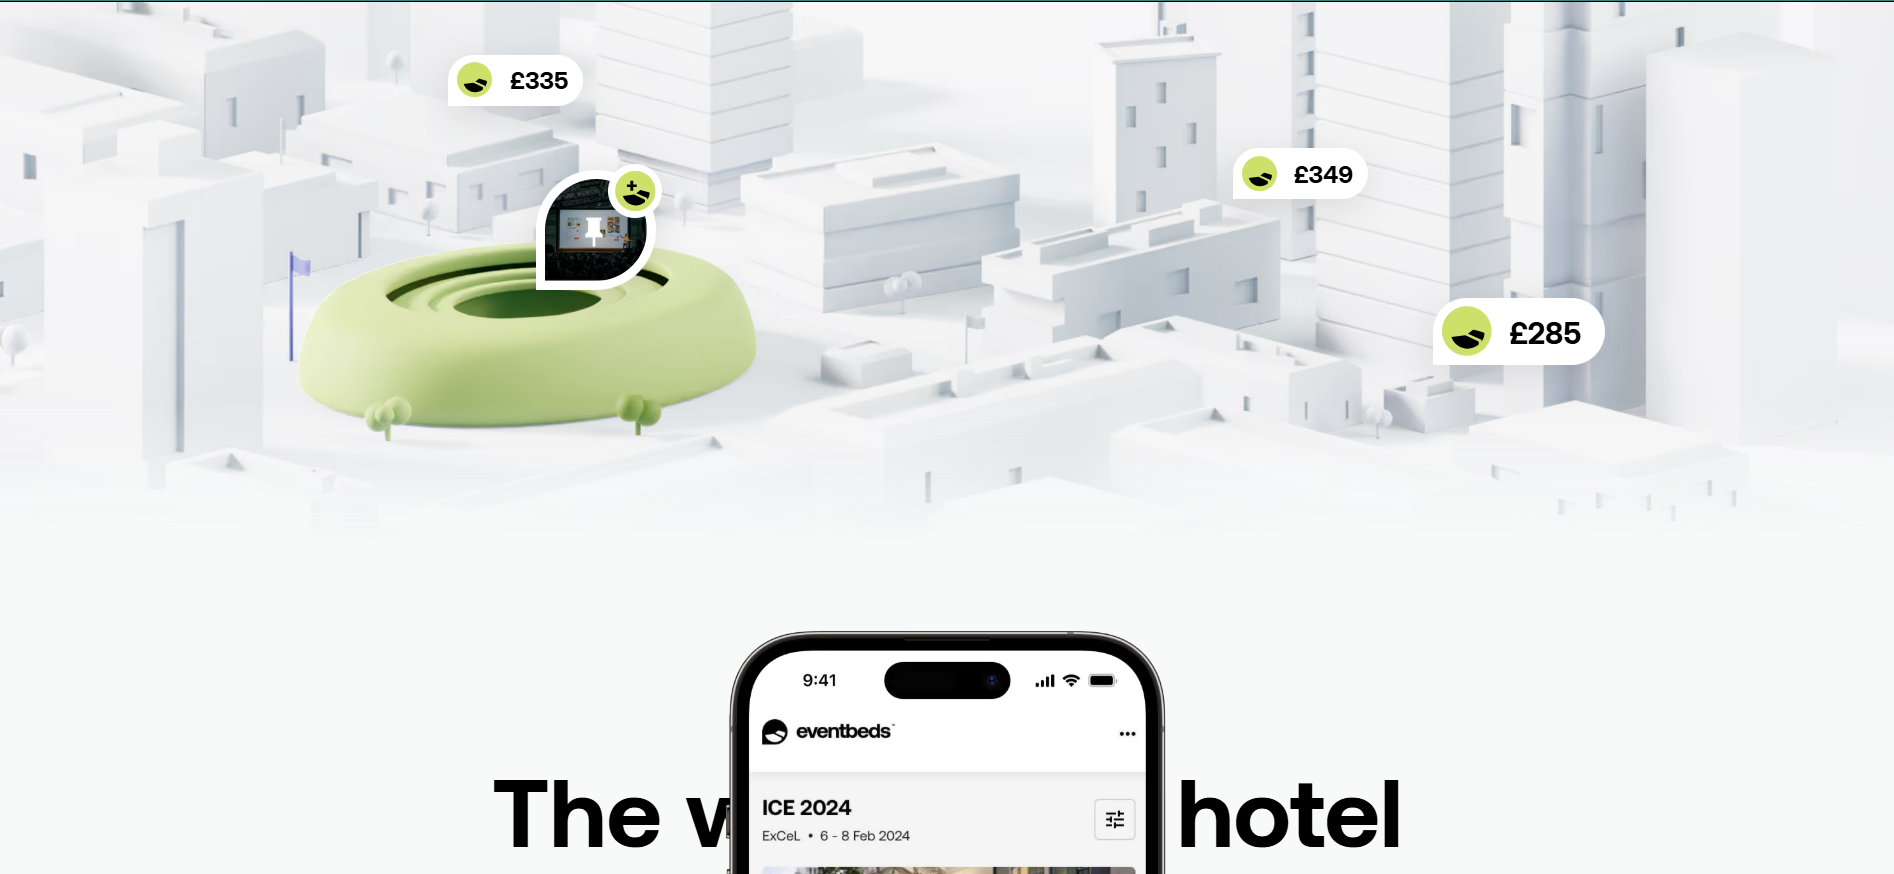 £335
£349
£285
9:41
eventbeds
The hotel
ICE 2024
ExCeL • 6 - 8 Feb 2024